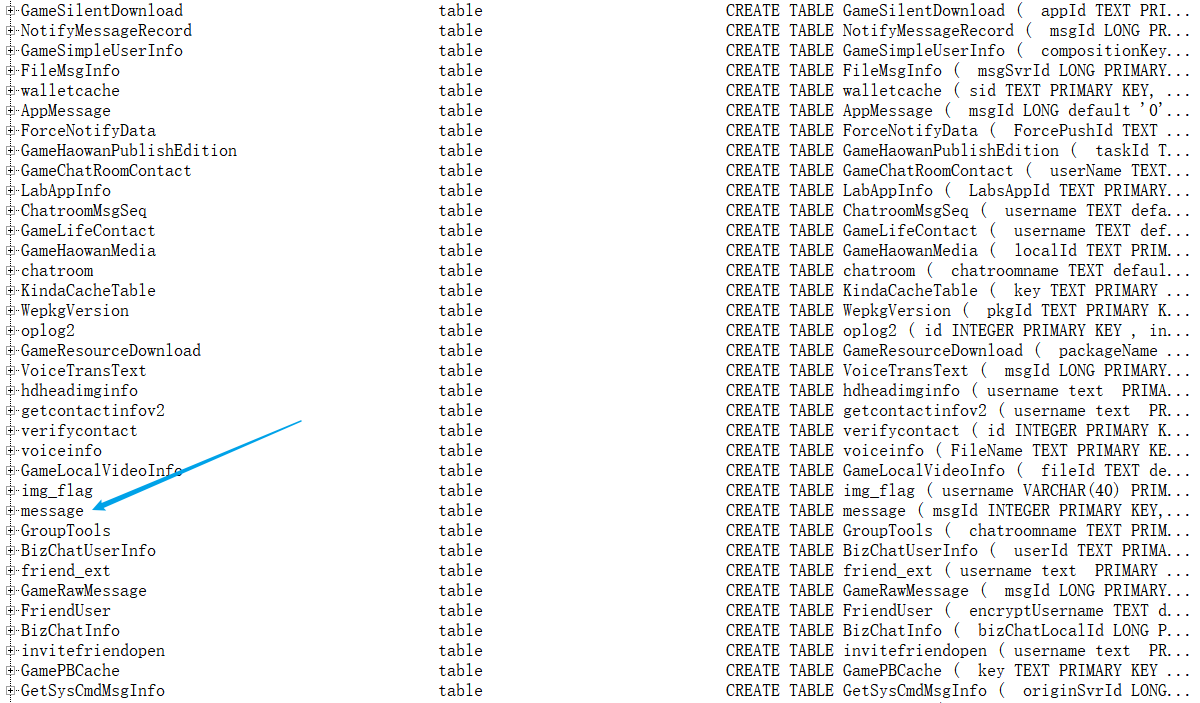 GameSilentDownload table CREATE TABLE GameSilentDownload ( appId TEXT PRI...
NotifyMessageRecord table CREATE TABLE NotifyMessageRecord ( msgId LONG PR...
GameSimpleUserInfo table CREATE TABLE GameSimpleUserInfo ( compositionKey...
FileMsgInfo table CREATE TABLE FileMsgInfo ( msgSvrId LONG PRIMARY...
walletcache table CREATE TABLE walletcache ( sid TEXT PRIMARY KEY, ...
AppMessage table CREATE TABLE AppMessage ( msgId LONG default '0'...
ForceNotifyData table CREATE TABLE ForceNotifyData ( ForcePushId TEXT ...
GameHaowanPublishEdition table CREATE TABLE GameHaowanPublishEdition ( taskId T...
GameChatRoomContact table CREATE TABLE GameChatRoomContact ( userName TEXT...
LabAppInfo table CREATE TABLE LabAppInfo ( LabsAppId TEXT PRIMARY...
ChatroomMsgSeq table CREATE TABLE ChatroomMsgSeq ( username TEXT defa...
GameLifeContact table CREATE TABLE GameLifeContact ( username TEXT def...
GameHaowanMedia table CREATE TABLE GameHaowanMedia ( localId TEXT PRIM...
chatroom table CREATE TABLE chatroom ( chatroomname TEXT defaul...
KindaCacheTable table CREATE TABLE KindaCacheTable ( key TEXT PRIMARY ...
WepkgVersion table CREATE TABLE WepkgVersion ( pkgId TEXT PRIMARY K...
oplog2 table CREATE TABLE oplog2 ( id INTEGER PRIMARY KEY , in...
GameResourceDownload table CREATE TABLE GameResourceDownload ( packageName ...
VoiceTransText table CREATE TABLE VoiceTransText ( msgId LONG PRIMARY...
hdheadimginfo table CREATE TABLE hdheadimginfo ( username text PRIMA...
getcontactinfov2 table CREATE TABLE getcontactinfov2 ( username text PR...
verifycontact table CREATE TABLE verifycontact ( id INTEGER PRIMARY K...
voiceinfo table CREATE TABLE voiceinfo ( FileName TEXT PRIMARY KE...
GameLocalVideoInfo table CREATE TABLE GameLocalVideoInfo ( fileId TEXT de...
img_flag table CREATE TABLE img_flag ( username VARCHAR(40) PRIM...
message table CREATE TABLE message ( msgId INTEGER PRIMARY KEY,...
GroupTools table CREATE TABLE GroupTools ( chatroomname TEXT PRIM...
BizChatUserInfo table CREATE TABLE BizChatUserInfo ( userId TEXT PRIMA...
friend_ext table CREATE TABLE friend_ext ( username text PRIMARY ...
GameRawMessage table CREATE TABLE GameRawMessage ( msgId LONG PRIMARY...
FriendUser table CREATE TABLE FriendUser ( encryptUsername TEXT d...
BizChatInfo table CREATE TABLE BizChatInfo ( bizChatLocalId LONG P...
invitefriendopen table CREATE TABLE invitefriendopen ( username text PR...
GamePBCache table CREATE TABLE GamePBCache ( key TEXT PRIMARY KEY ...
GetSysCmdMsgInfo table CREATE TABLE GetSysCmdMsgInfo ( originSvrId LONG...